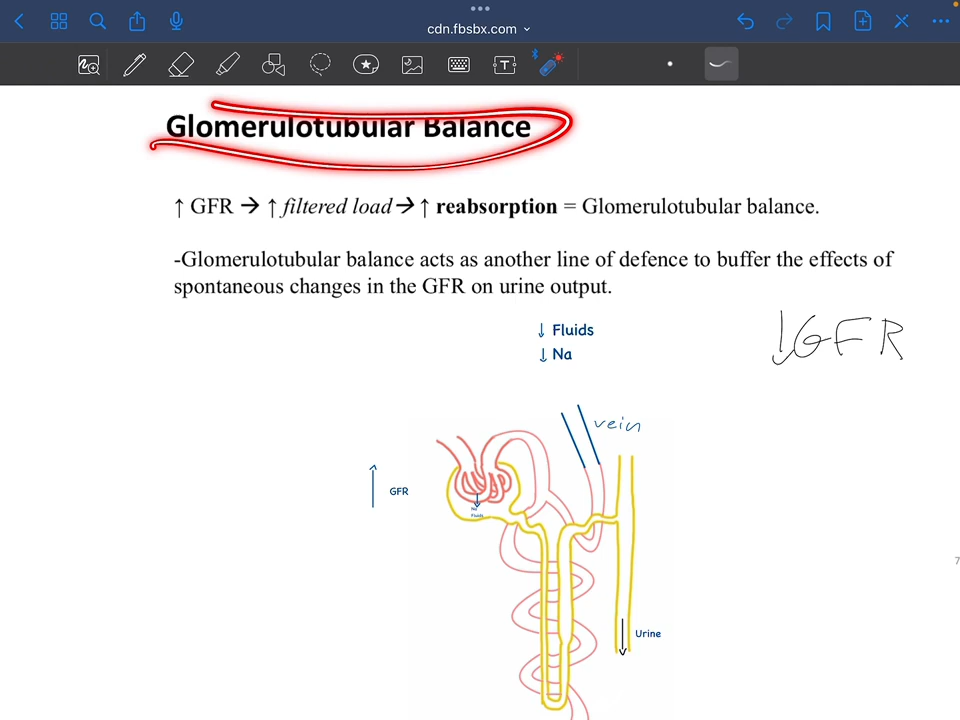 cdn.fbsbx.com
T
Glomerulotubular Balance
↑ GFR → ↑ filtered load → ↑ reabsorption = Glomerulotubular balance.
-Glomerulotubular balance acts as another line of defence to buffer the effects of
spontaneous changes in the GFR on urine output.
↓ Fluids
↓ Na
↓GFR
vein
GFR
Na
Fluids
7
Urine